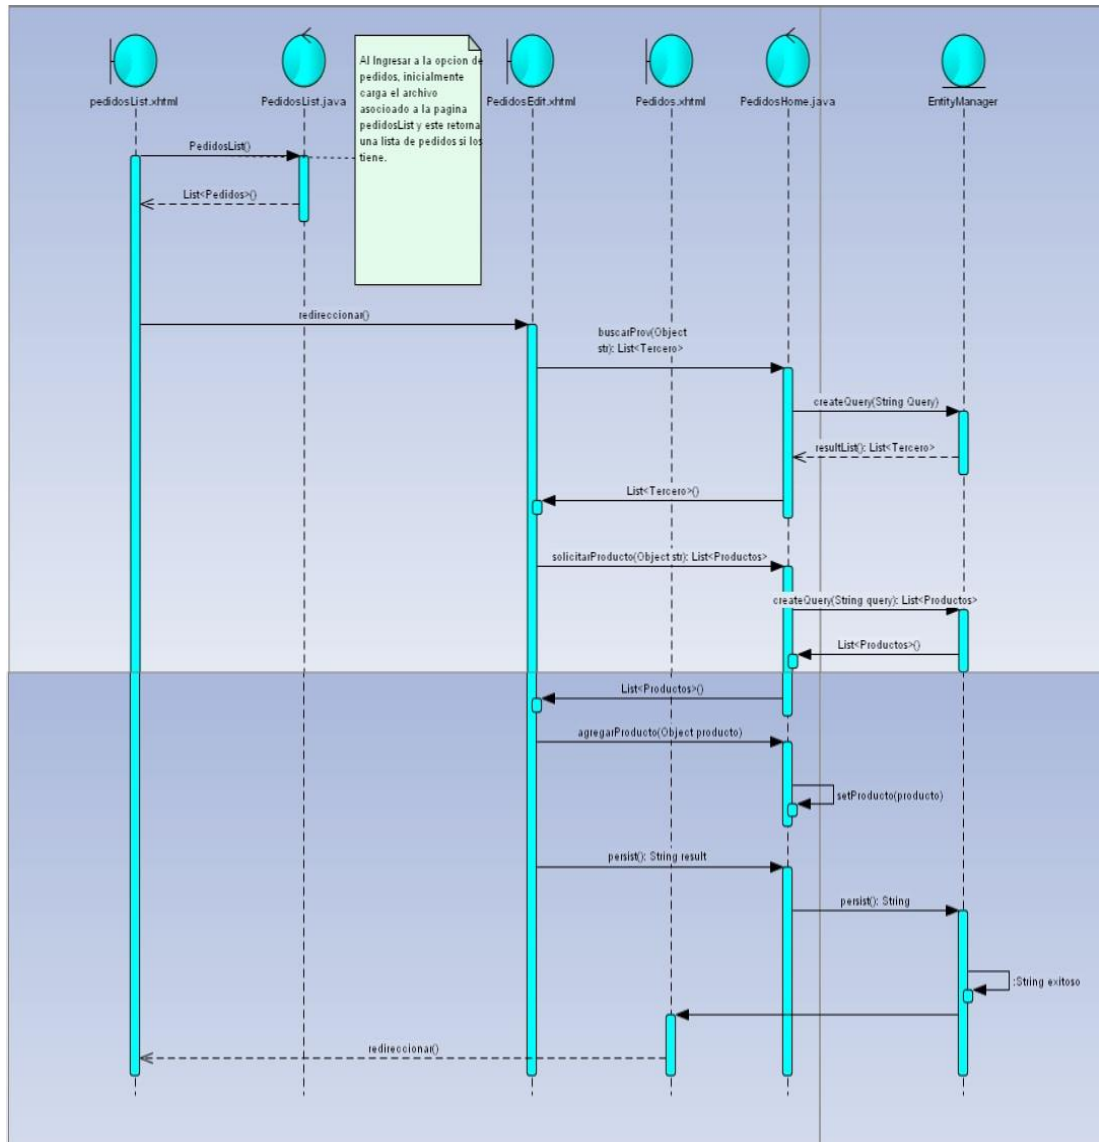 pedidosList.xhtml
PedidosList.java
Al Ingresar a la opcion de
pedidos, inicialmente
carga el archivo
asocioado a la pagina
pedidosList y este retorna
una lista de pedidos si los
tiene.
PedidosEdit.xhtml
Pedidos.xhtml
PedidosHome.java
EntityManager
PedidosList()
List<Pedidos>()
redireccionar()
buscarProv(Object
str): List<Tercero>
createQuery(String Query)
resultList(): List<Tercero>
List<Tercero>()
solicitarProducto(Object str): List<Productos>
createQuery(String query): List<Productos>
List<Productos>()
List<Productos>()
agregarProducto(Object producto)
setProducto(producto)
persist(): String result
persist(): String
:String exitoso
redireccionar()